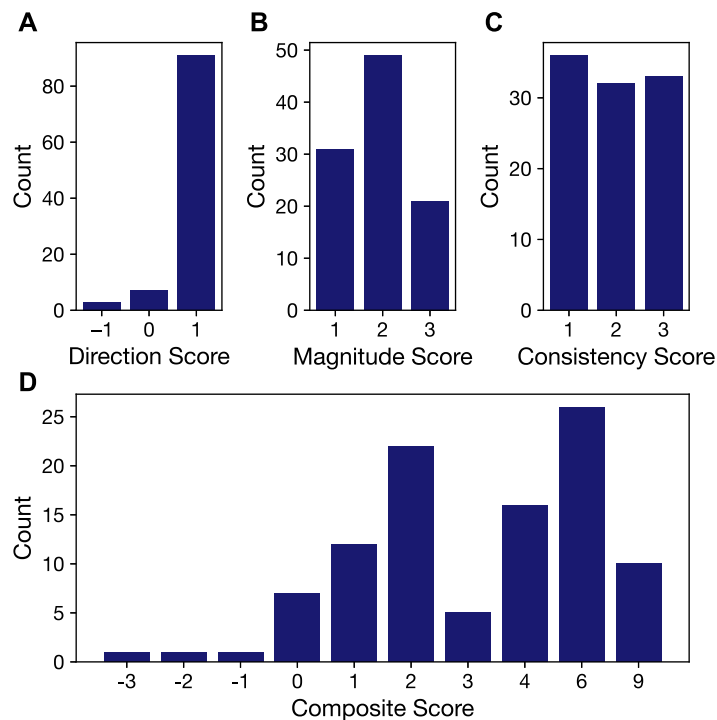 A
B
C
Count
80
60
40
20
0
−1 0 1
Direction Score
Count
50
40
30
20
10
0
1 2 3
Magnitude Score
Count
30
20
10
0
1 2 3
Consistency Score
D
Count
25
20
15
10
5
0
-3 -2 -1 0 1 2 3 4 6 9
Composite Score